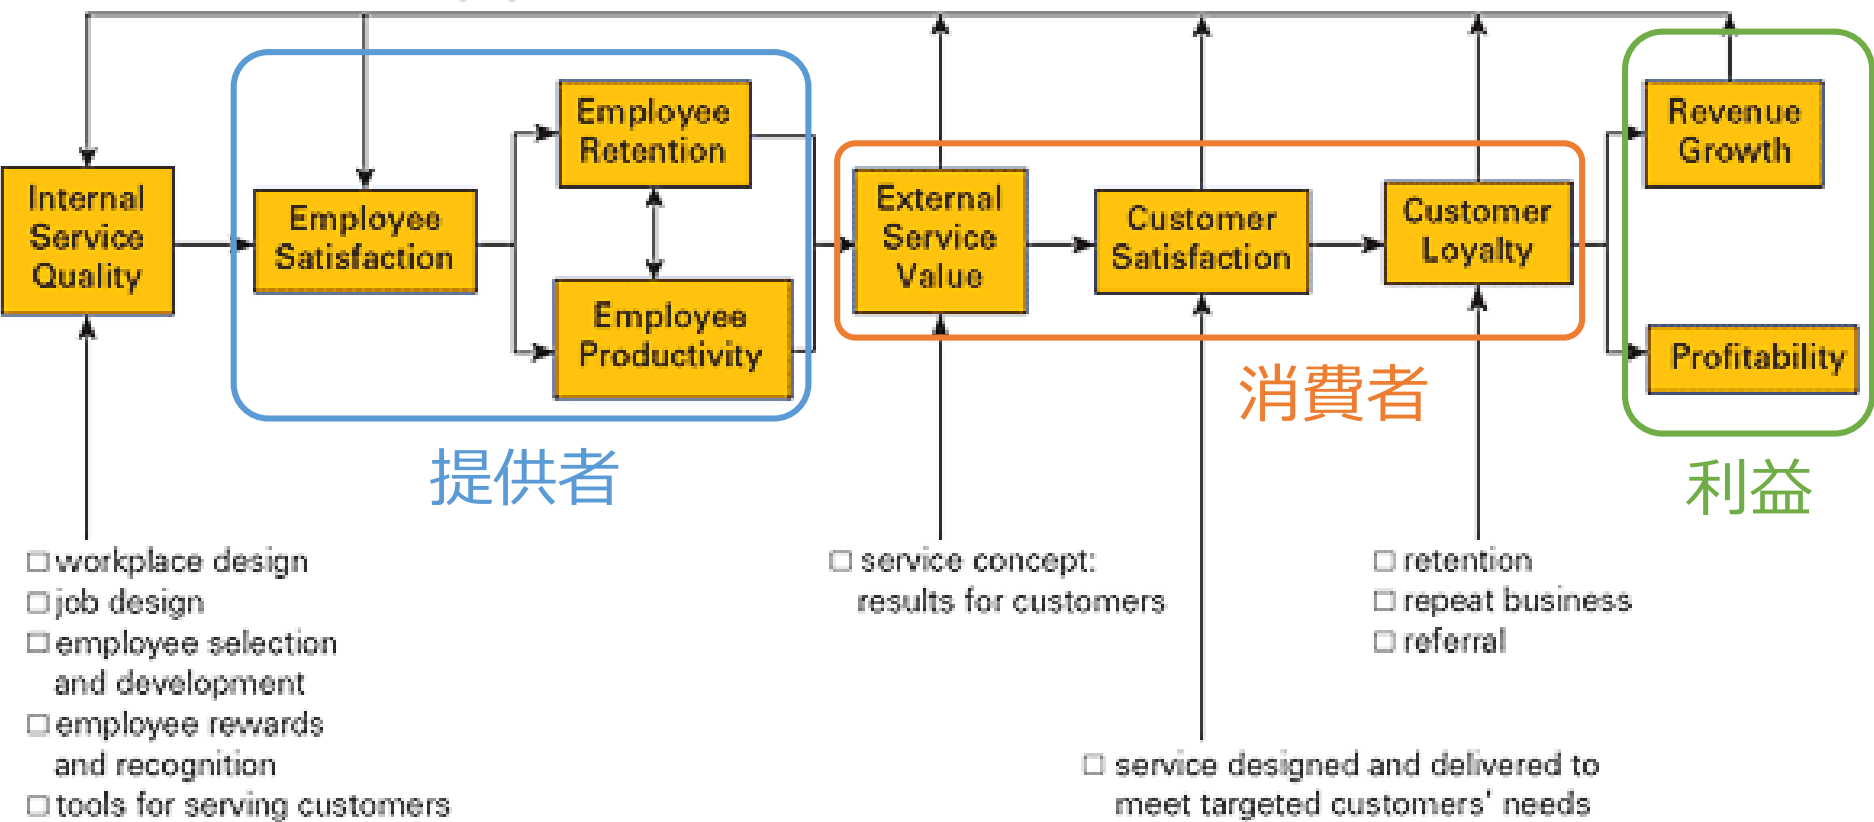 Internal
Service
Quality
Employee
Satisfaction
Employee
Retention
Employee
Productivity
External
Service
Value
Customer
Satisfaction
Customer
Loyalty
Revenue
Growth
Profitability
提供者
消費者
利益
□ workplace design
□ job design
□ employee selection
and development
□ employee rewards
and recognition
□ tools for serving customers
□ service concept:
results for customers
□ service designed and delivered to
meet targeted customers' needs
□ retention
□ repeat business
□ referral